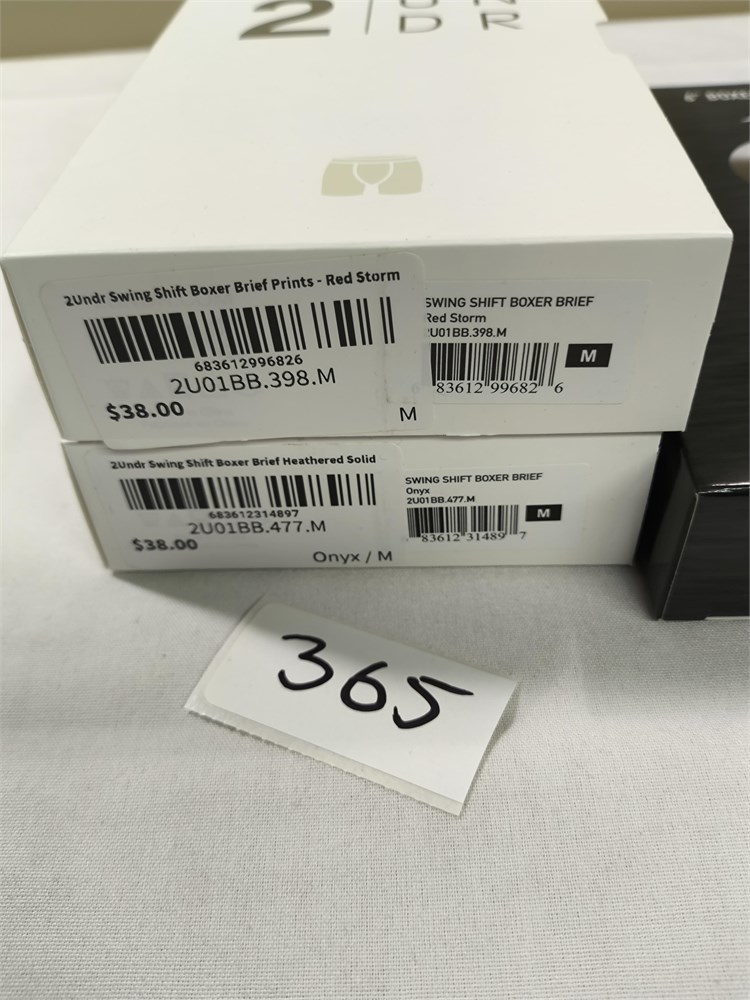 2 U N
D R
6" BOXE
2Undr Swing Shift Boxer Brief Prints - Red Storm
683612996826
2U01BB.398.M
$38.00
M
SWING SHIFT BOXER BRIEF
Red Storm
2U01BB.398.M
M
83612 99682 6
2Undr Swing Shift Boxer Brief Heathered Solid
683612314897
2U01BB.477.M
$38.00
Onyx / M
SWING SHIFT BOXER BRIEF
Onyx
2U01BB.477.M
M
83612 31489 7
365